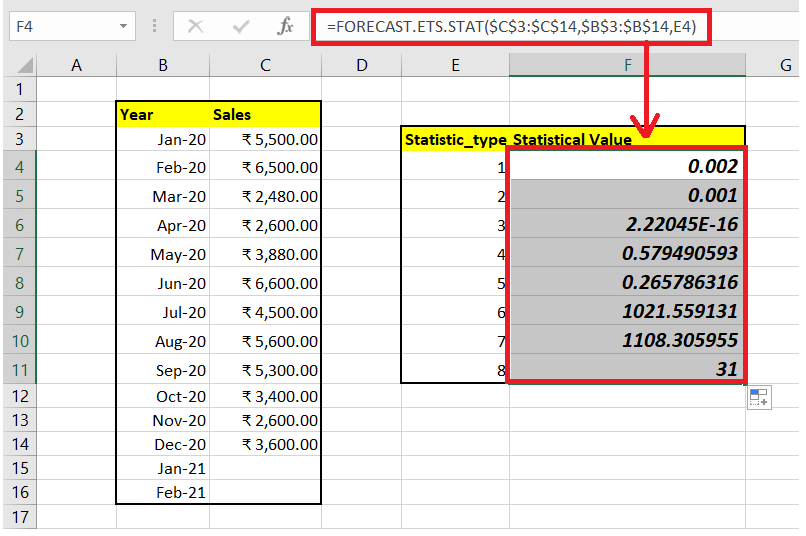 F4 fx =FORECAST.ETS.STAT($C$3:$C$14,$B$3:$B$14,E4)
A B C D E F G
1
2 Year Sales
3 Jan-20 ₹ 5,500.00 Statistic_type Statistical Value
4 Feb-20 ₹ 6,500.00 1 0.002
5 Mar-20 ₹ 2,480.00 2 0.001
6 Apr-20 ₹ 2,600.00 3 2.22045E-16
7 May-20 ₹ 3,880.00 4 0.579490593
8 Jun-20 ₹ 6,600.00 5 0.265786316
9 Jul-20 ₹ 4,500.00 6 1021.559131
10 Aug-20 ₹ 5,600.00 7 1108.305955
11 Sep-20 ₹ 5,300.00 8 31
12 Oct-20 ₹ 3,400.00
13 Nov-20 ₹ 2,600.00
14 Dec-20 ₹ 3,600.00
15 Jan-21
16 Feb-21
17